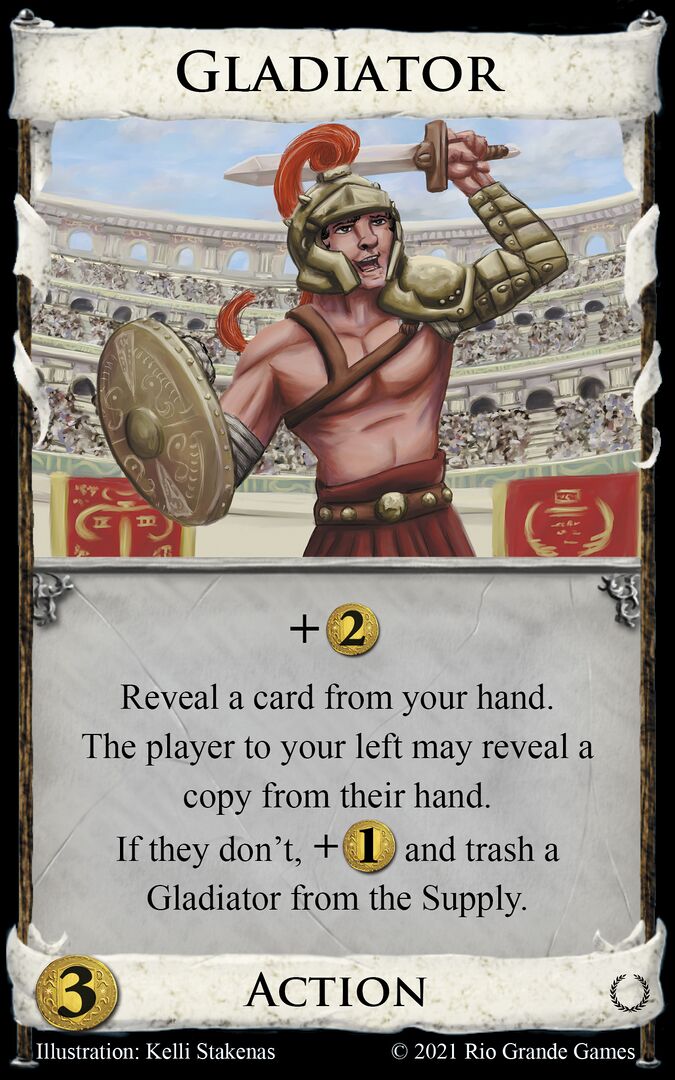 GLADIATOR
+2
Reveal a card from your hand.
The player to your left may reveal a
copy from their hand.
If they don't, +1 and trash a
Gladiator from the Supply.
3 ACTION
Illustration: Kelli Stakenas © 2021 Rio Grande Games